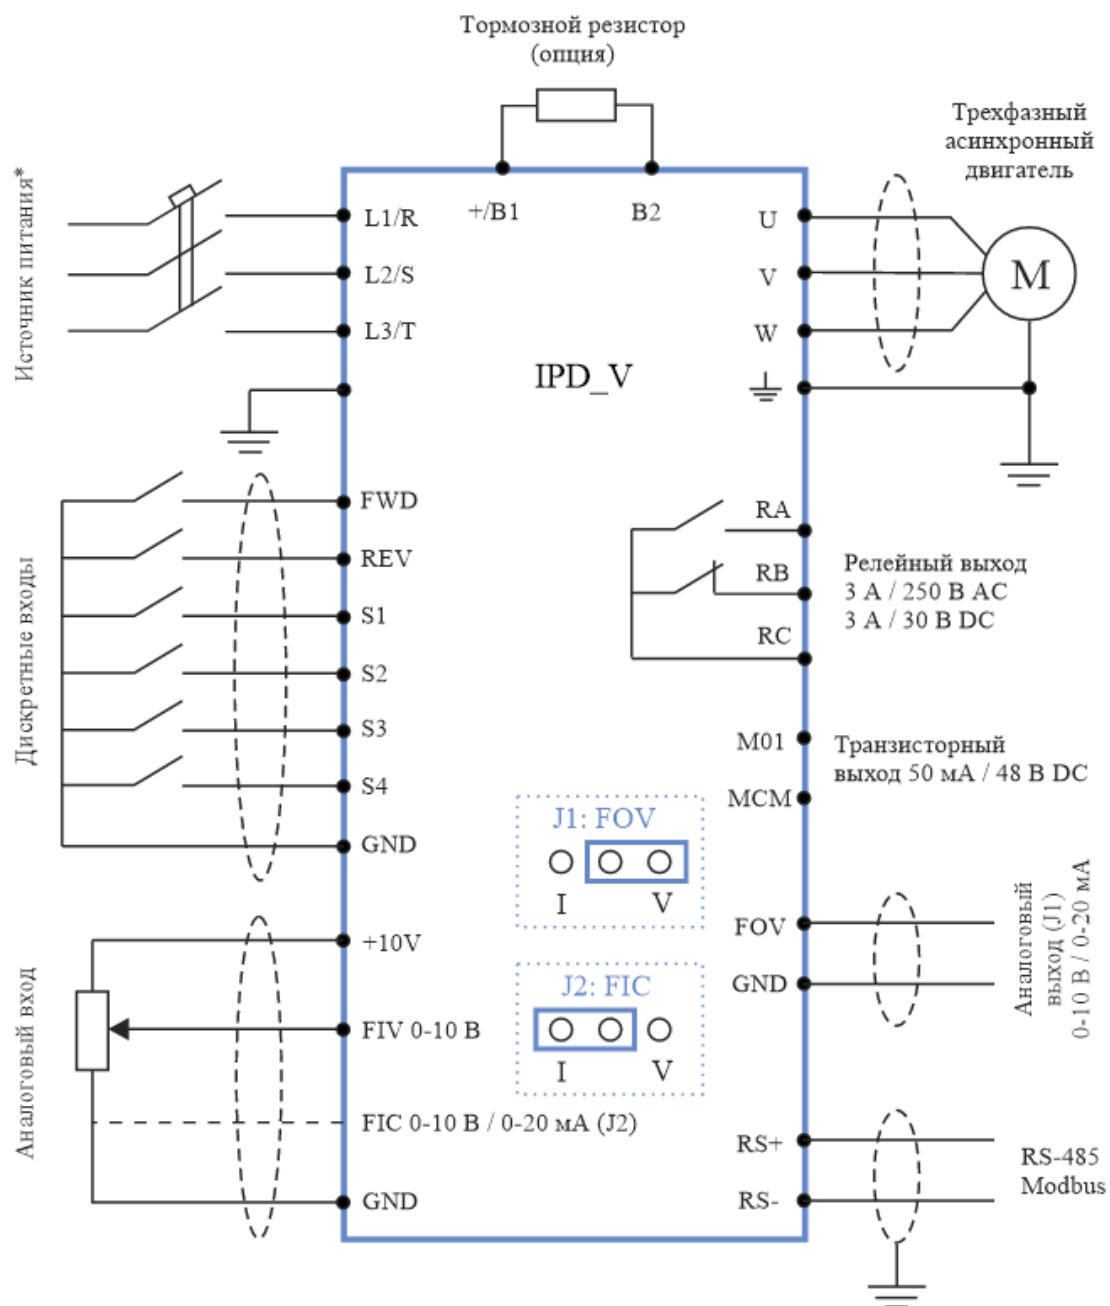 Тормозной резистор
(опция)
Трехфазный
асинхронный
двигатель
Источник питания*
+/B1
B2
L1/R
L2/S
L3/T
U
V
W
M
IPD_V
Дискретные входы
FWD
REV
S1
S2
S3
S4
GND
RA
RB
RC
Релейный выход
3 А / 250 В AC
3 А / 30 В DC
M01
MCM
Транзисторный
выход 50 мА / 48 В DC
J1: FOV
I
V
J2: FIC
I
V
Аналоговый вход
+10V
FIV 0-10 В
FIC 0-10 В / 0-20 мА (J2)
GND
FOV
GND
Аналоговый
выход (J1)
0-10 В / 0-20 мА
RS+
RS-
RS-485
Modbus